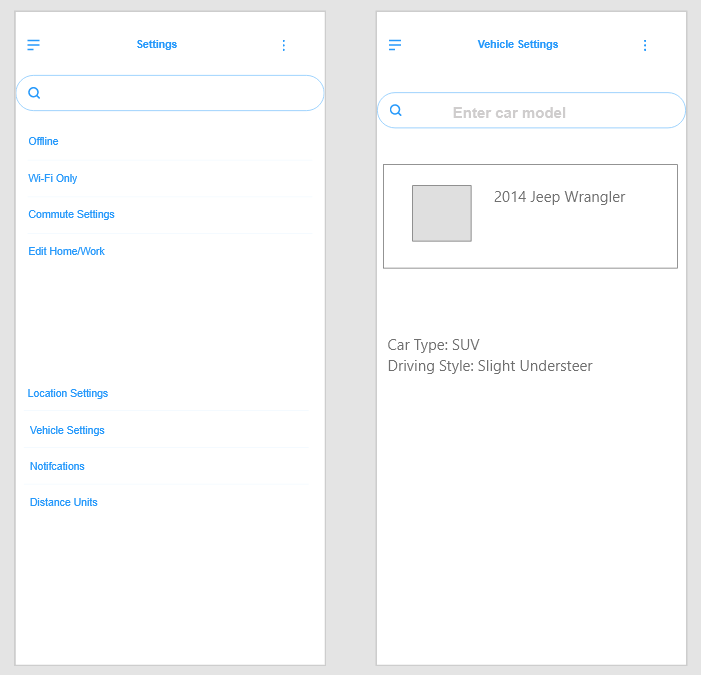 Settings
Offline
Wi-Fi Only
Commute Settings
Edit Home/Work
Location Settings
Vehicle Settings
Notifcations
Distance Units
Vehicle Settings
Enter car model
2014 Jeep Wrangler
Car Type: SUV
Driving Style: Slight Understeer